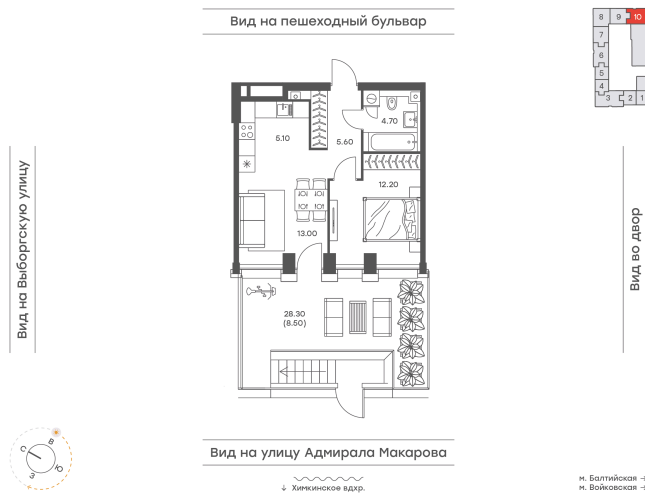 Вид на пешеходный бульвар
8 9 10
7
6
5
4
3 2 1
4.70
5.10
5.60
12.20
13.00
28.30
(8.50)
Вид на Выборгскую улицу
Вид во двор
С В Ю З
Вид на улицу Адмирала Макарова
↓ Химкинское вдхр.
м. Балтийская →
м. Войковская →